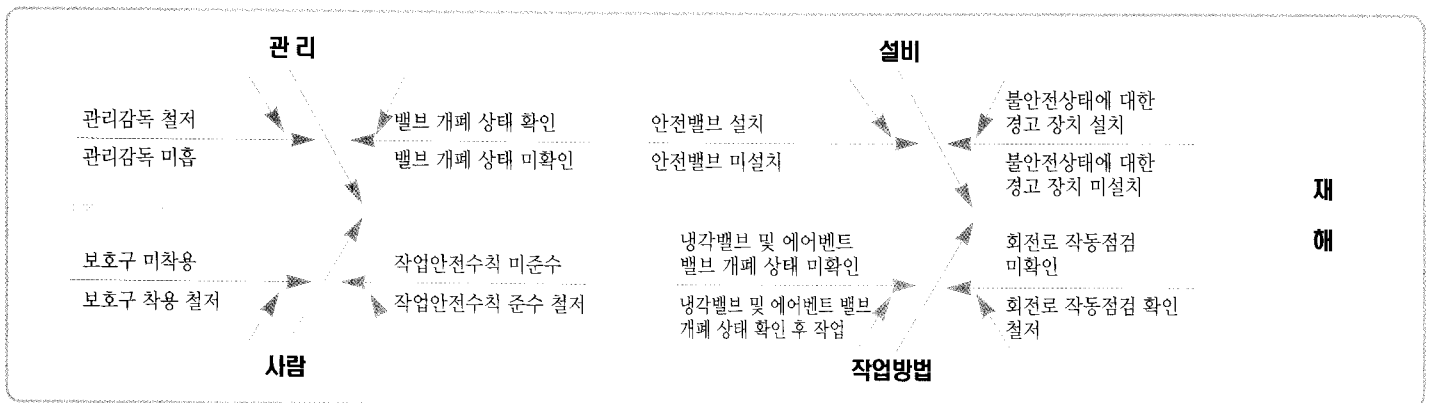 관 리
관리감독 철저
관리감독 미흡
밸브 개폐 상태 확인
밸브 개폐 상태 미확인
보호구 미착용
보호구 착용 철저
작업안전수칙 미준수
작업안전수칙 준수 철저
사람
설비
안전밸브 설치
안전밸브 미설치
불안전상태에 대한
경고 장치 설치
불안전상태에 대한
경고 장치 미설치
냉각밸브 및 에어벤트
밸브 개폐 상태 미확인
냉각밸브 및 에어벤트 밸브
개폐 상태 확인 후 작업
회전로 작동점검
미확인
회전로 작동점검 확인
철저
작업방법
재
해